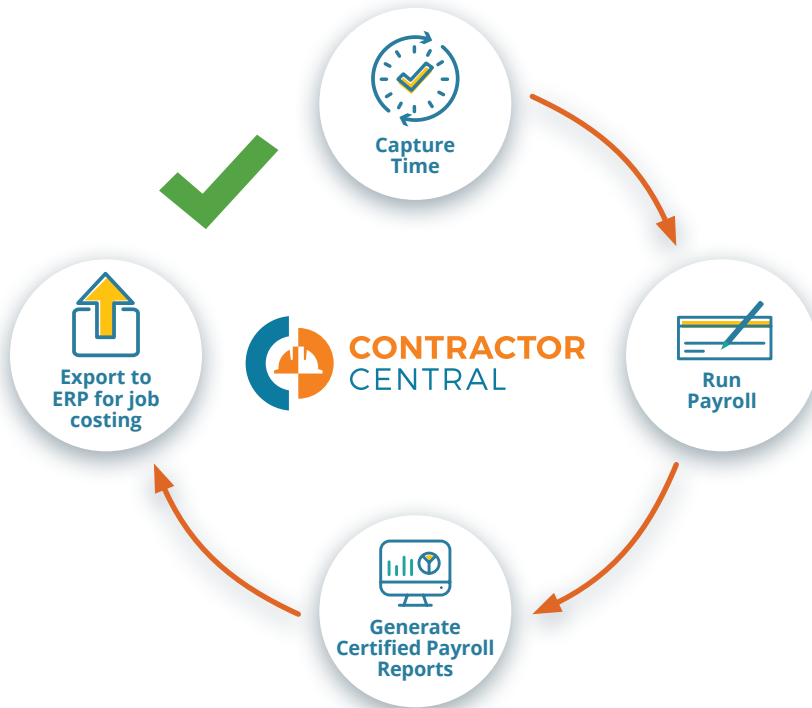 Capture
Time
Run
Payroll
Generate
Certified Payroll
Reports
Export to
ERP for job
costing
CONTRACTOR
CENTRAL